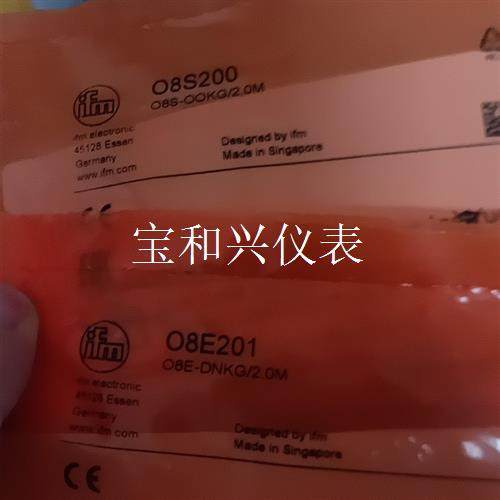 ifm
O8S200
O8S-OOKG/2.0M
ifm electronic
45128 Essen
Germany
www.ifm.com
Designed by ifm
Made in Singapore
CE
宝和兴仪表
ifm
O8E201
O8E-DNKG/2.0M
ifm electronic
45128 Essen
Germany
www.ifm.com
Designed by ifm
Made in Singapore
CE